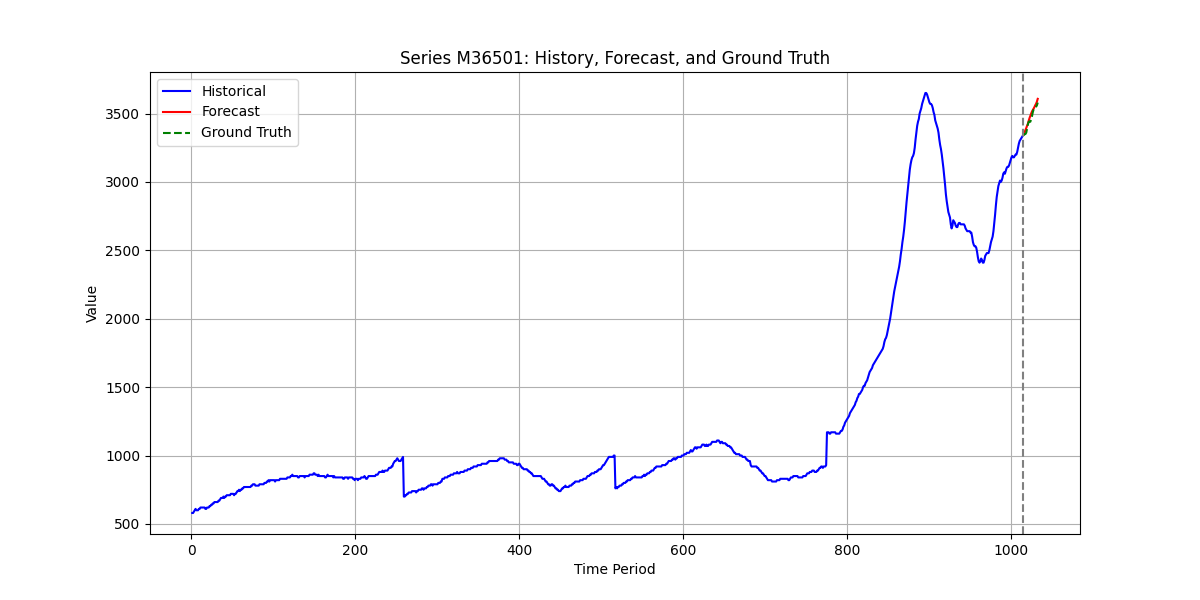 Series M36501: History, Forecast, and Ground Truth
Historical
Forecast
Ground Truth
3500
3000
2500
2000
1500
1000
500
Value
0 200 400 600 800 1000
Time Period